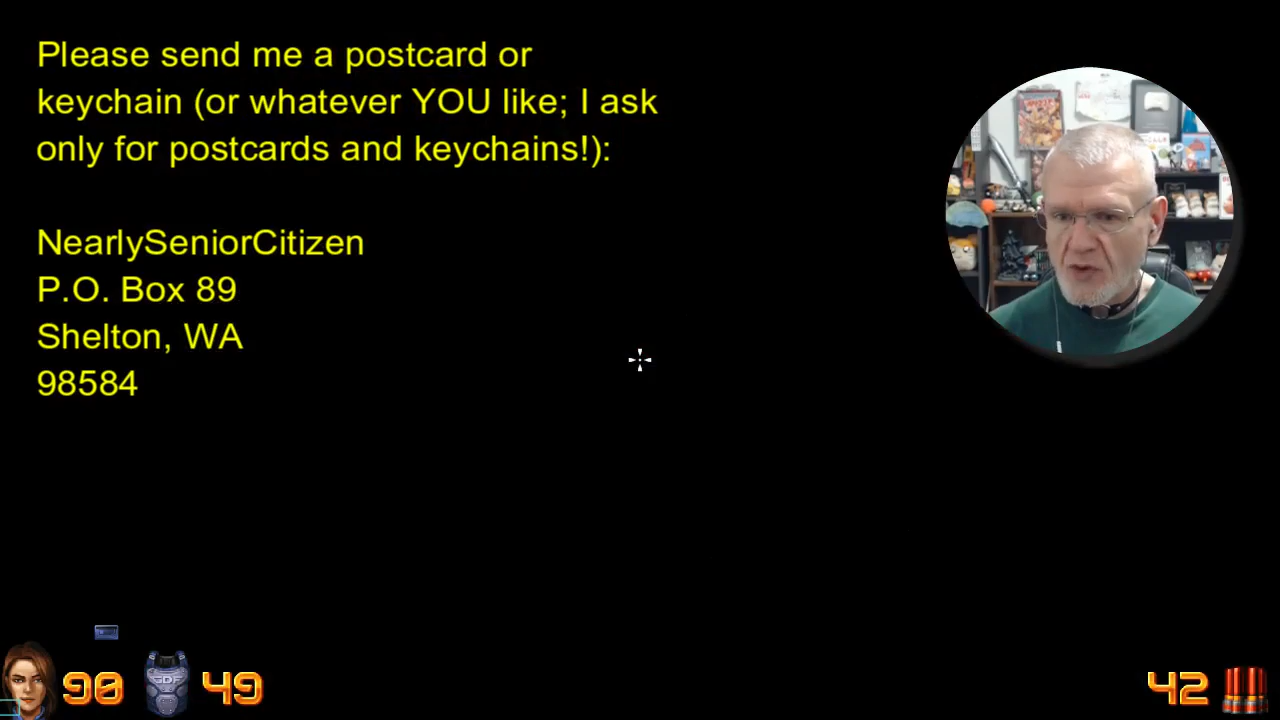 Please send me a postcard or
keychain (or whatever YOU like; I ask
only for postcards and keychains!):
NearlySeniorCitizen
P.O. Box 89
Shelton, WA
98584
GDF
90
49
42